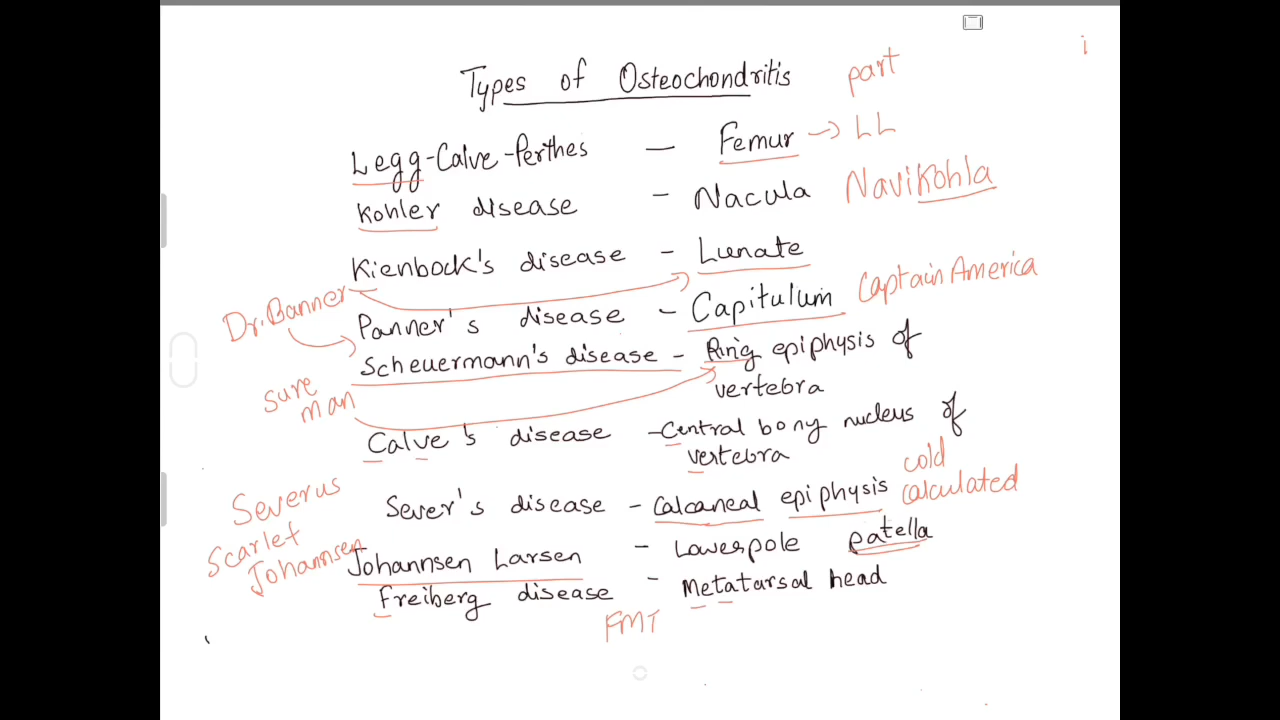 i
Types of Osteochondritis
part
Legg-Calve-Perthes — Femur → LL
Kohler disease - Nacula Navikohla
Kienbock's disease - Lunate
Dr. Banner
Panner's disease - Capitulum Captain America
Scheuermann's disease - Ring epiphysis of
vertebra
sure
man
Calve's disease - Central bony nucleus of
vertebra
Severus
Sever's disease - Calcaneal epiphysis
cold
calculated
Scarlet
Johannsen
Johannsen Larsen - Lowerpole patella
Freiberg disease - Metatarsal head
FMT